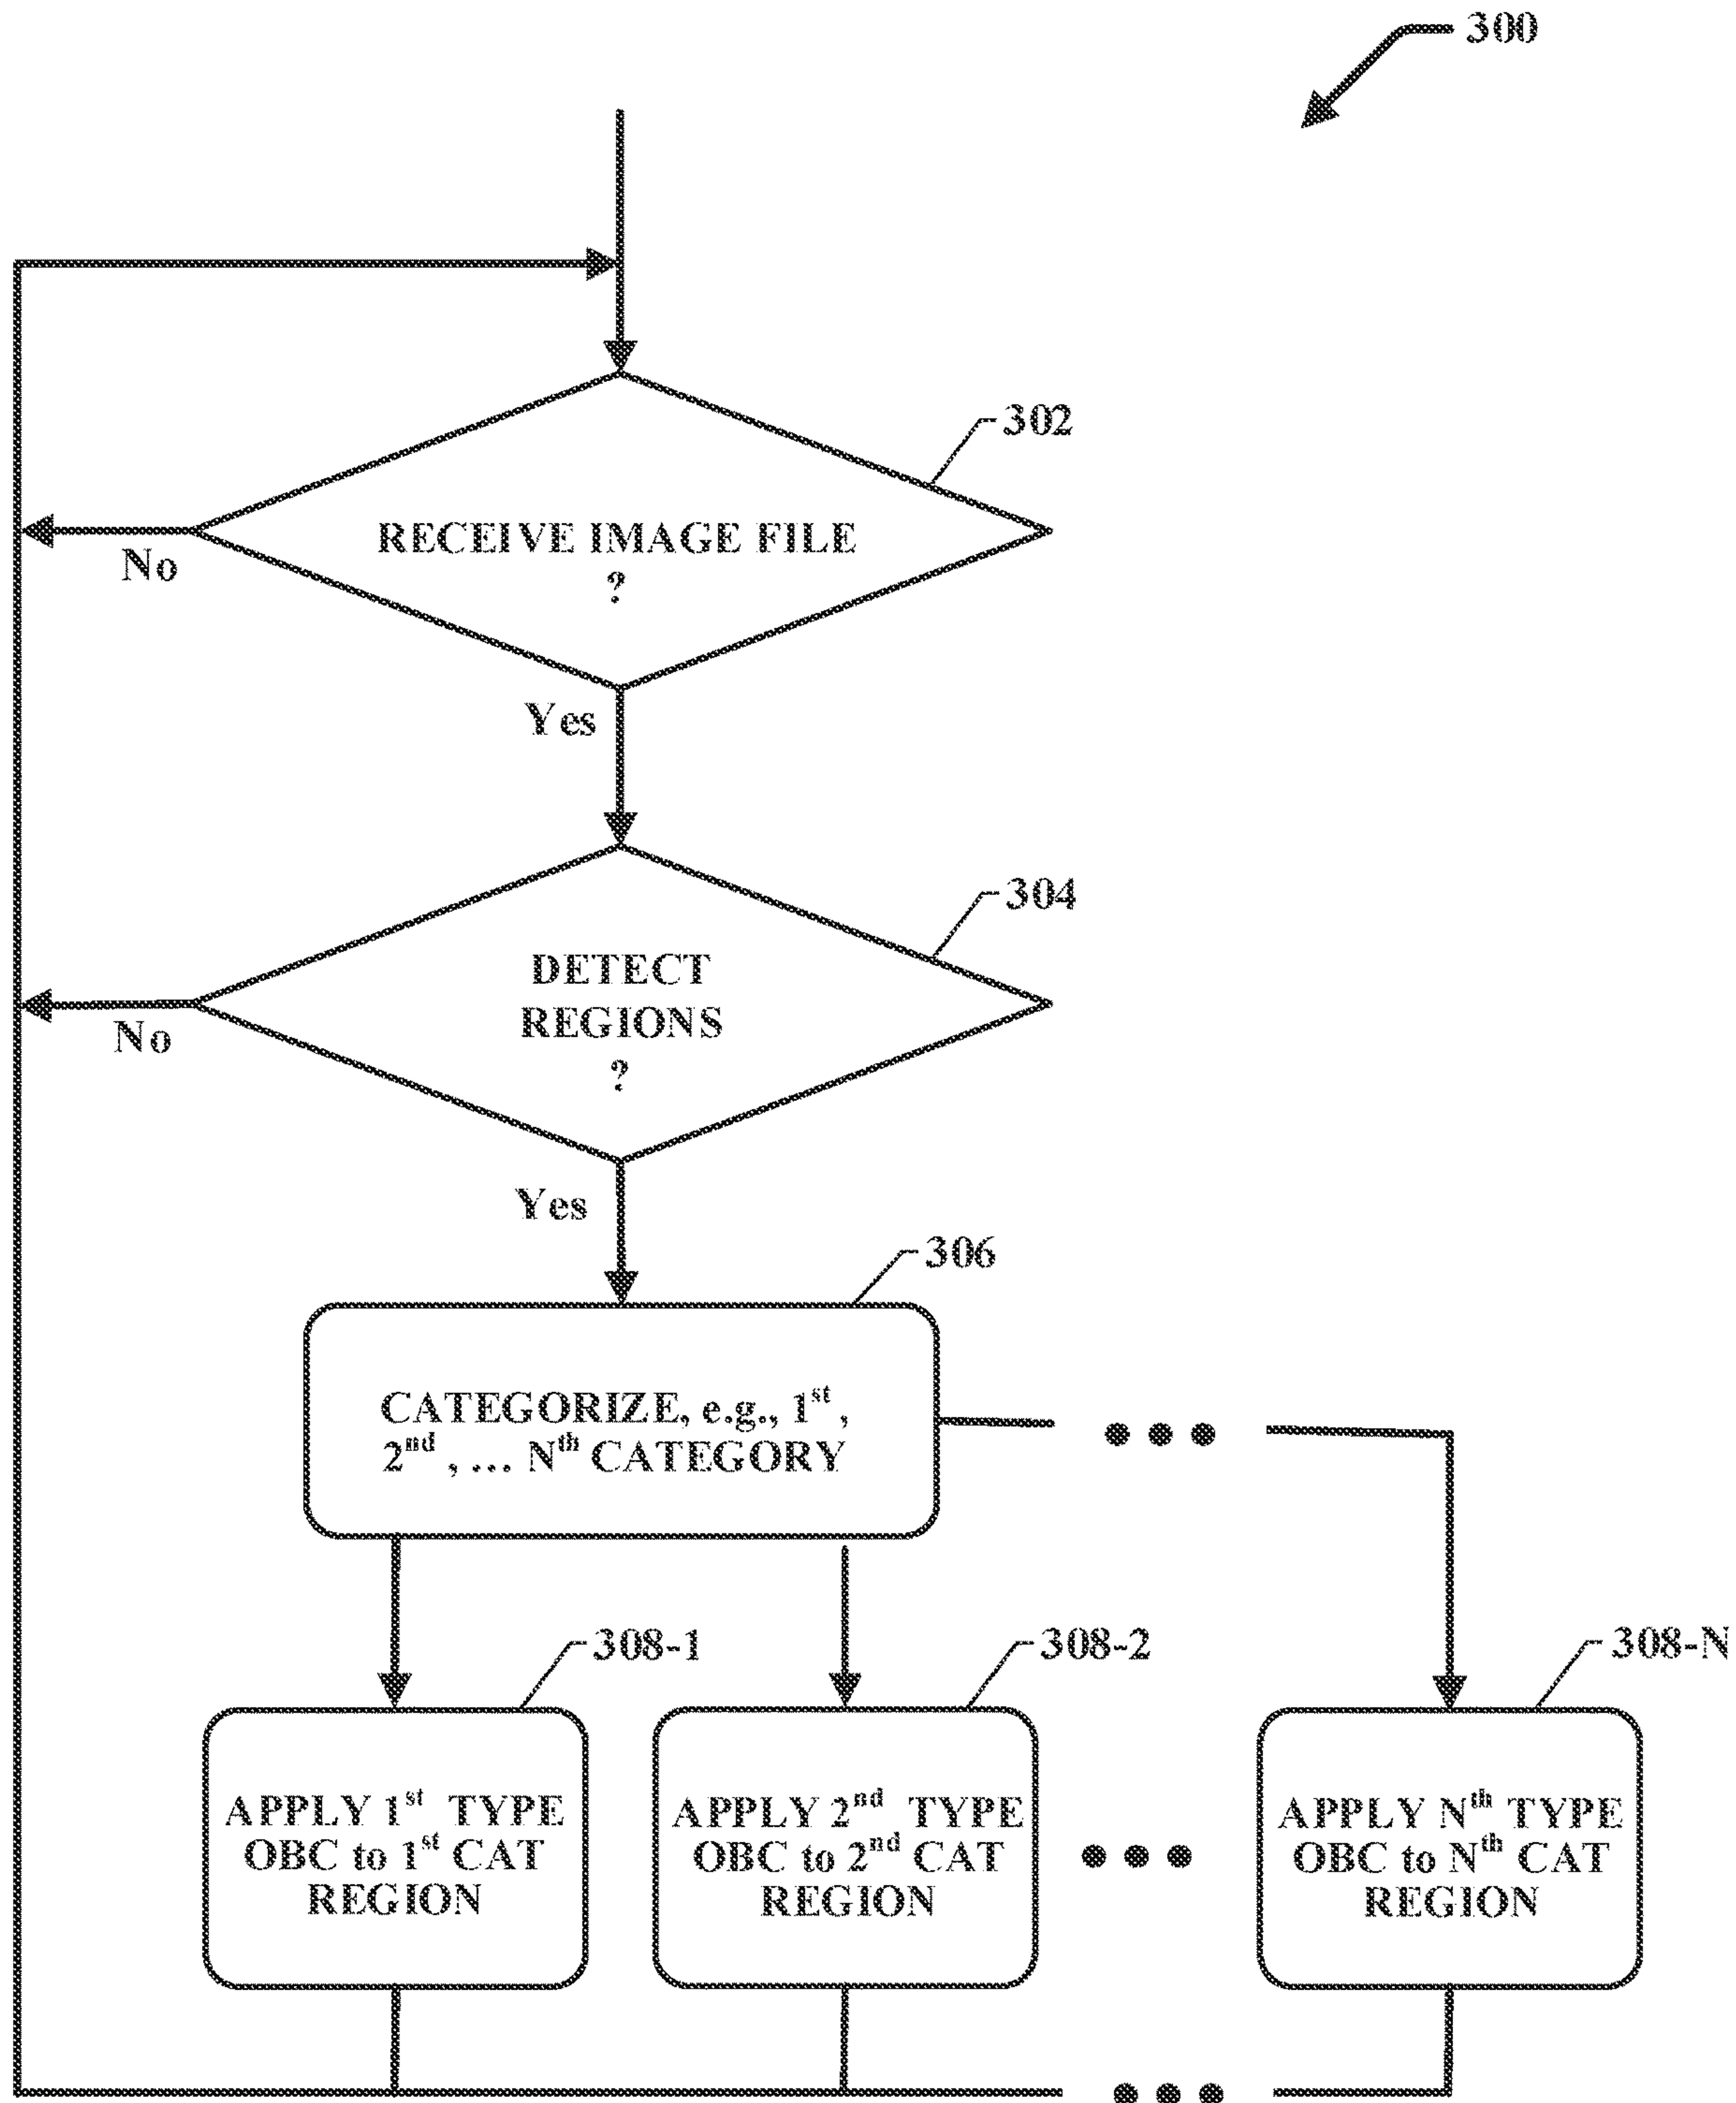 300
302
RECEIVE IMAGE FILE
?
No
Yes
304
DETECT
REGIONS
?
No
Yes
306
CATEGORIZE, e.g., 1st ,
2nd , ... Nth CATEGORY
308-1
308-2
308-N
APPLY 1st TYPE
OBC to 1st CAT
REGION
APPLY 2nd TYPE
OBC to 2nd CAT
REGION
APPLY Nth TYPE
OBC to Nth CAT
REGION